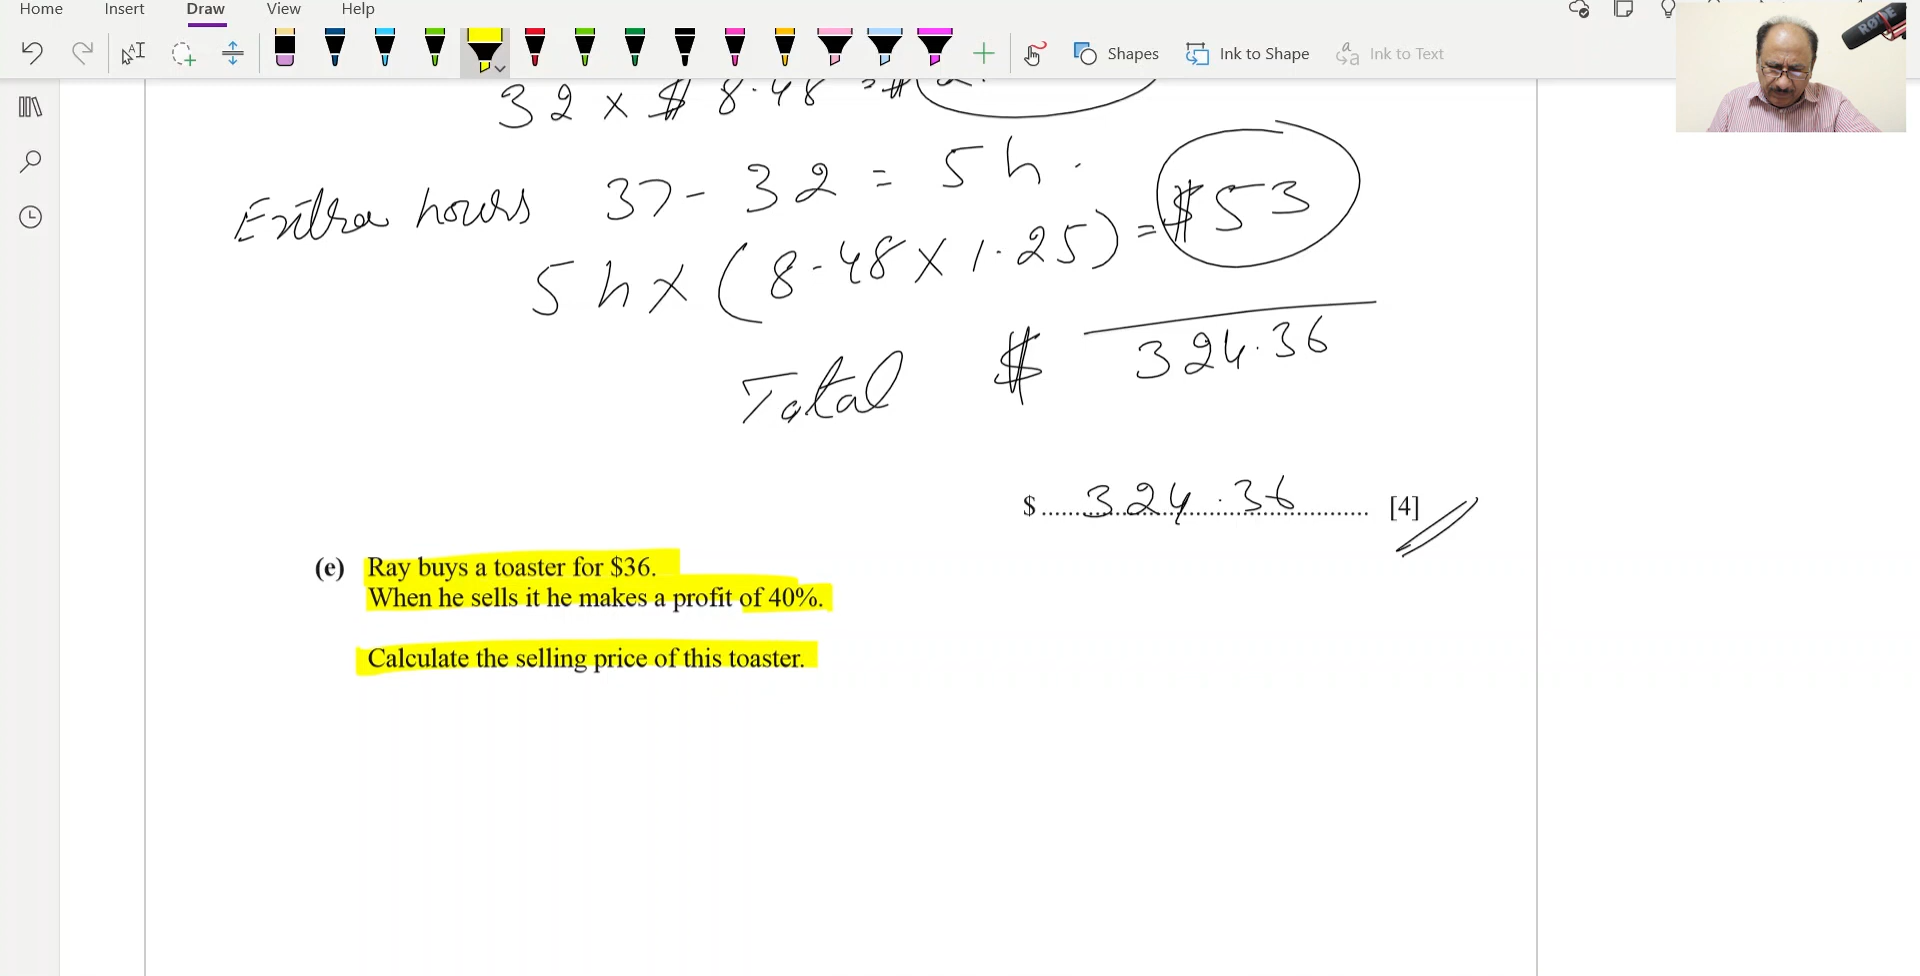 Home Insert Draw View Help
Shapes Ink to Shape Ink to Text
RØDE
32 x $ 8.48 = $
Extra hours 37 - 32 = 5h.
5h x (8.48 x 1.25) = $53
Total $ 324.36
$ 324.36 [4]
(e) Ray buys a toaster for $36.
When he sells it he makes a profit of 40%.
Calculate the selling price of this toaster.